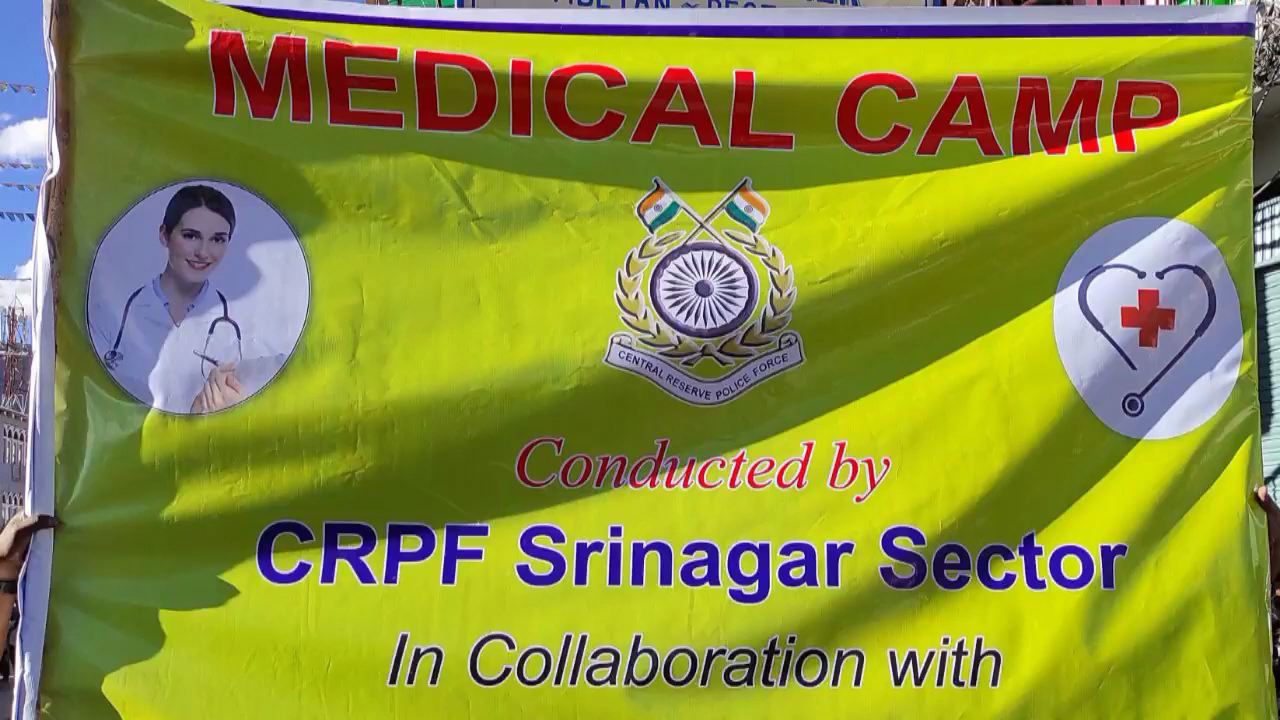 MEDICAL CAMP
CENTRAL RESERVE POLICE FORCE
Conducted by
CRPF Srinagar Sector
In Collaboration with